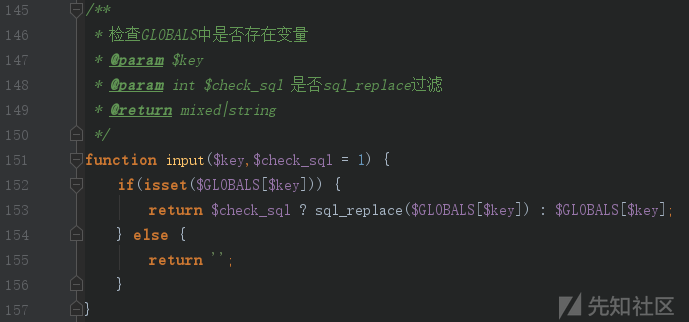 145 /**
146  * 检查GLOBALS中是否存在变量
147  * @param $key
148  * @param int $check_sql 是否sql_replace过滤
149  * @return mixed|string
150  */
151 function input($key,$check_sql = 1) {
152     if(isset($GLOBALS[$key])) {
153         return $check_sql ? sql_replace($GLOBALS[$key]) : $GLOBALS[$key];
154     } else {
155         return '';
156     }
157 }
先知社区